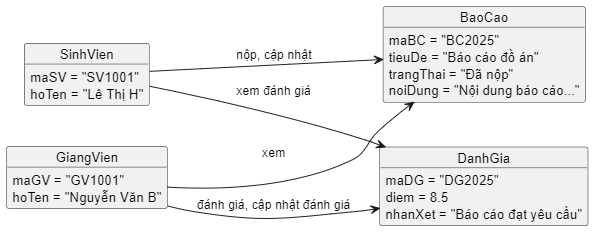 SinhVien
maSV = "SV1001"
hoTen = "Lê Thị H"
GiangVien
maGV = "GV1001"
hoTen = "Nguyễn Văn B"
nộp, cập nhật
xem đánh giá
xem
đánh giá, cập nhật đánh giá
BaoCao
maBC = "BC2025"
tieuDe = "Báo cáo đồ án"
trangThai = "Đã nộp"
noiDung = "Nội dung báo cáo..."
DanhGia
maDG = "DG2025"
diem = 8.5
nhanXet = "Báo cáo đạt yêu cầu"